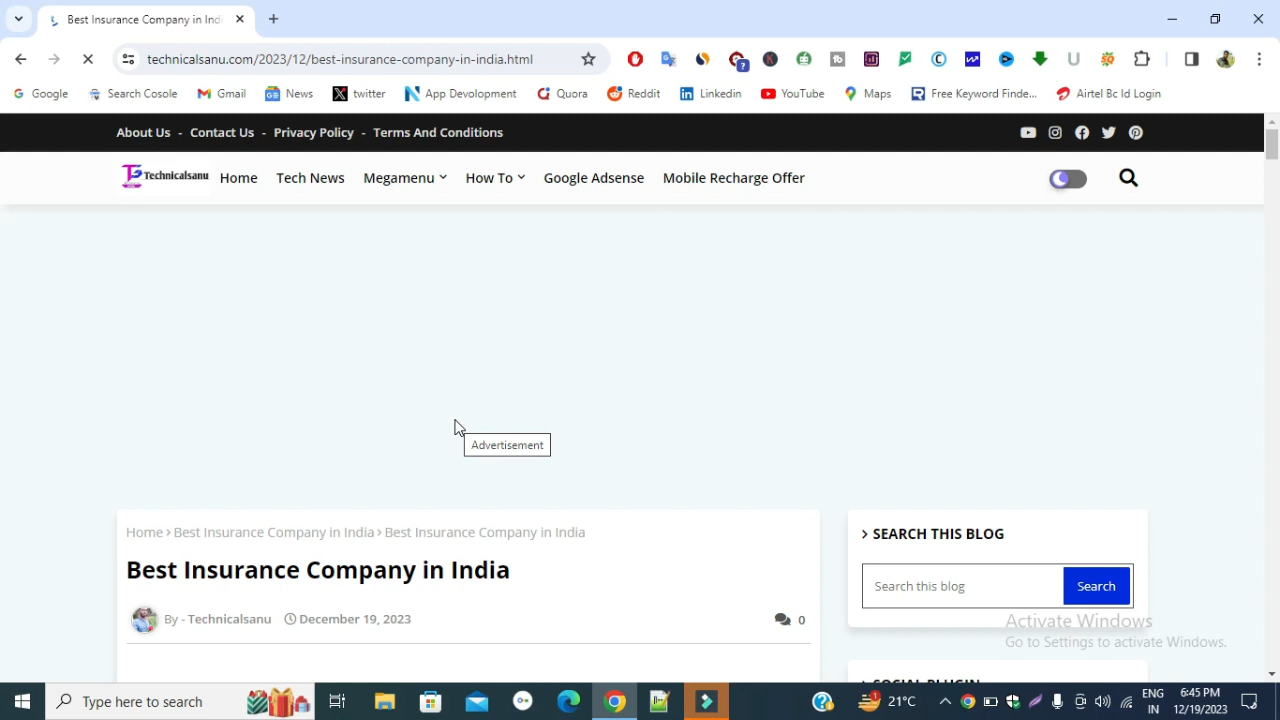 Best Insurance Company in Indi
technicalsanu.com/2023/12/best-insurance-company-in-india.html
Google
Search Cosole
Gmail
News
twitter
App Devolopment
Quora
Reddit
Linkedin
YouTube
Maps
Free Keyword Finde...
Airtel Bc Id Login
About Us - Contact Us - Privacy Policy - Terms And Conditions
Technicalsanu
Home
Tech News
Megamenu
How To
Google Adsense
Mobile Recharge Offer
Advertisement
Home > Best Insurance Company in India > Best Insurance Company in India
Best Insurance Company in India
By - Technicalsanu December 19, 2023
0
> SEARCH THIS BLOG
Search this blog
Search
SOCIAL PLUGIN
Activate Windows
Go to Settings to activate Windows.
Type here to search
1
21°C
ENG
IN
6:45 PM
12/19/2023